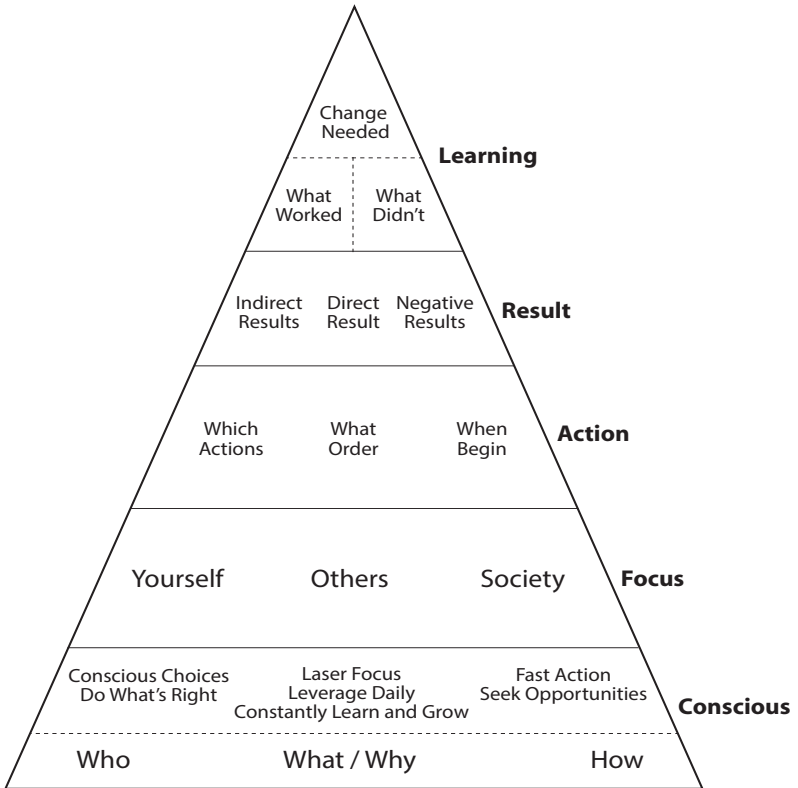 Change
Needed
Learning
What
Worked
What
Didn't
Indirect
Results
Direct
Result
Negative
Results
Result
Which
Actions
What
Order
When
Begin
Action
Yourself
Others
Society
Focus
Conscious Choices
Do What's Right
Laser Focus
Leverage Daily
Constantly Learn and Grow
Fast Action
Seek Opportunities
Conscious
Who
What / Why
How